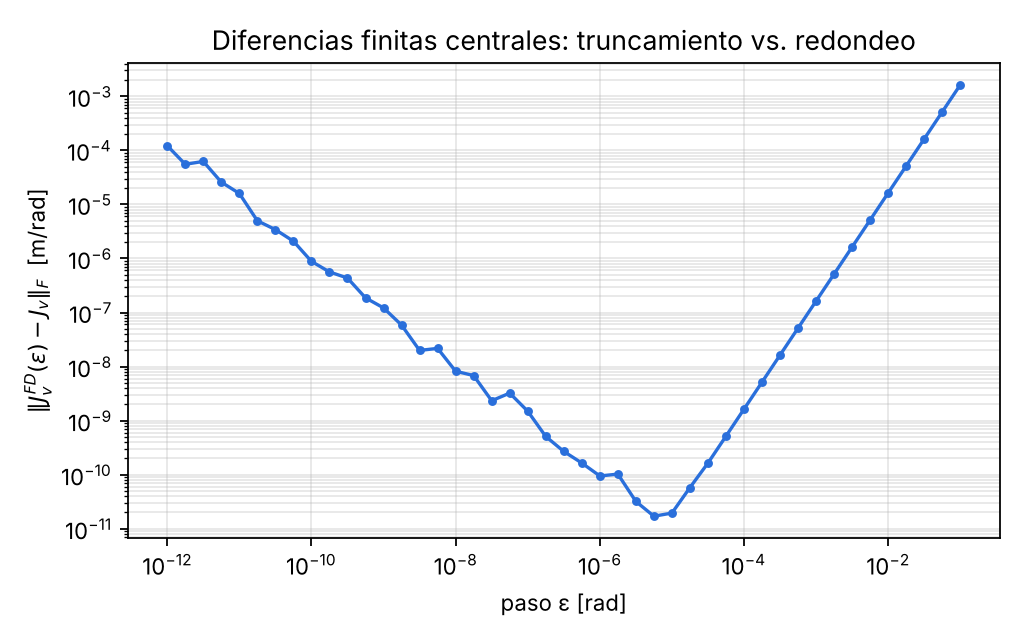 Diferencias finitas centrales: truncamiento vs. redondeo
‖J_v^{FD}(ε) − J_v‖_F [m/rad]
10⁻³
10⁻⁴
10⁻⁵
10⁻⁶
10⁻⁷
10⁻⁸
10⁻⁹
10⁻¹⁰
10⁻¹¹
10⁻¹² 10⁻¹⁰ 10⁻⁸ 10⁻⁶ 10⁻⁴ 10⁻²
paso ε [rad]